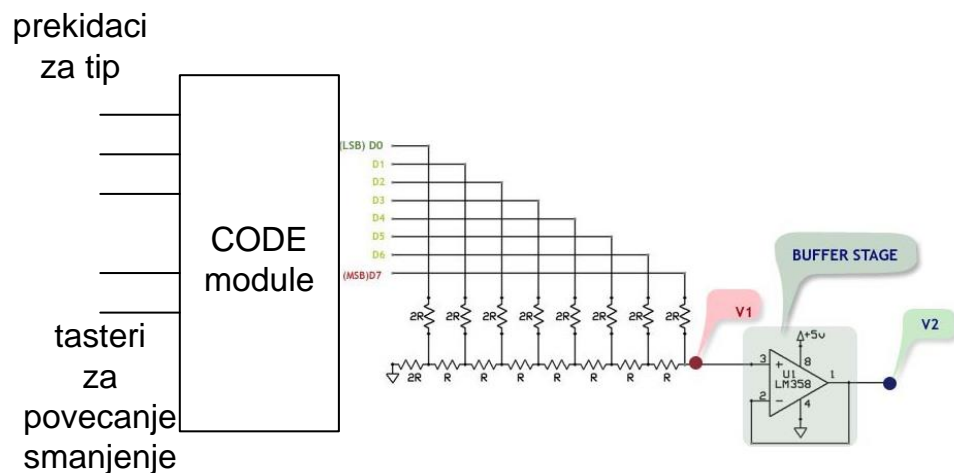 prekidaci
za tip
CODE
module
tasteri
za
povecanje
smanjenje
(LSB) D0
D1
D2
D3
D4
D5
D6
(MSB)D7
2R 2R 2R 2R 2R 2R 2R 2R
2R R R R R R R R
V1
BUFFER STAGE
V2
+5v
3 + 8
U1 1
LM358
2 - 4